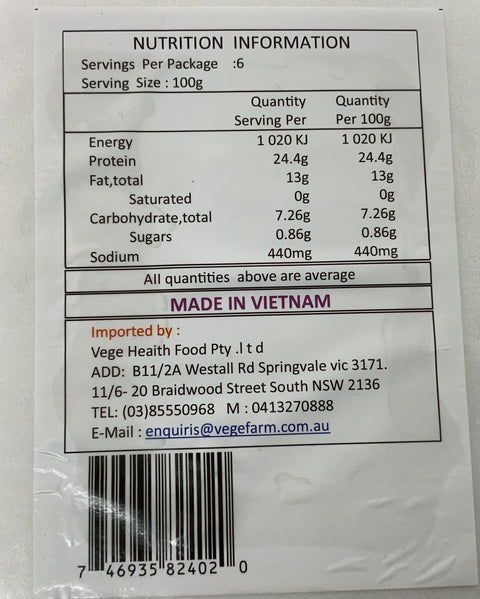 NUTRITION INFORMATION
Servings Per Package :6
Serving Size : 100g
Quantity Quantity
Serving Per Per 100g
Energy 1 020 KJ 1 020 KJ
Protein 24.4g 24.4g
Fat,total 13g 13g
Saturated 0g 0g
Carbohydrate,total 7.26g 7.26g
Sugars 0.86g 0.86g
Sodium 440mg 440mg
All quantities above are average
MADE IN VIETNAM
Imported by :
Vege Health Food Pty .l t d
ADD: B11/2A Westall Rd Springvale vic 3171.
11/6- 20 Braidwood Street South NSW 2136
TEL: (03)85550968 M : 0413270888
E-Mail : enquiris@vegefarm.com.au
7 46935 82402 0